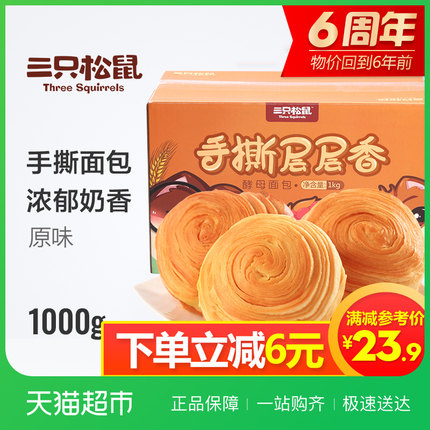 三只松鼠
Three Squirrels
6周年
物价回到6年前
三只松鼠
Three Squirrels
手撕层层香
酵母面包
净含量:1kg
手撕面包
浓郁奶香
原味
1000g
下单立减6元
满减参考价
¥23.9
天猫超市
正品保障 一站购齐 极速送达